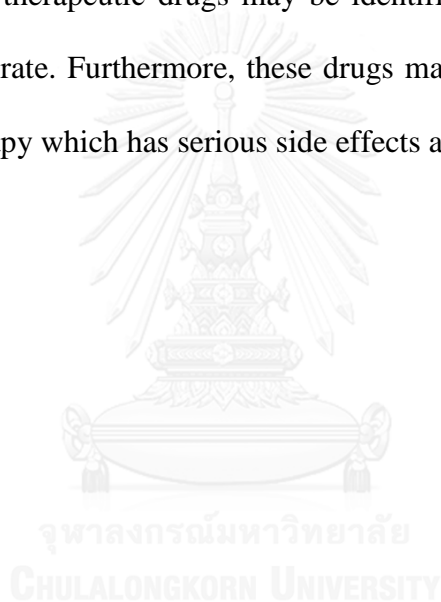 therapeutic drugs may be identifi
rate. Furthermore, these drugs ma
py which has serious side effects a
จุฬาลงกรณ์มหาวิทยาลัย
CHULALONGKORN UNIVERSITY